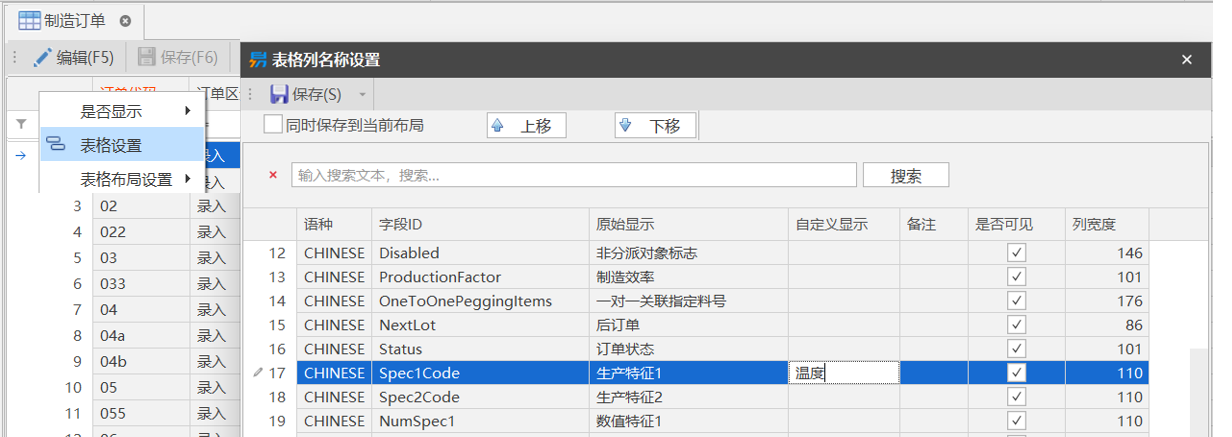 制造订单
编辑(F5) 保存(F6)
订单代码 订单区
是否显示
表格设置 录入
表格布局设置 录入
3 02 录入
4 022 录入
5 03 录入
6 033 录入
7 04 录入
8 04a 录入
9 04b 录入
10 05 录入
11 055 录入
表格列名称设置
保存(S)
同时保存到当前布局 上移 下移
输入搜索文本，搜索... 搜索
语种 字段ID 原始显示 自定义显示 备注 是否可见 列宽度
12 CHINESE Disabled 非分派对象标志 146
13 CHINESE ProductionFactor 制造效率 101
14 CHINESE OneToOnePeggingItems 一对一关联指定料号 176
15 CHINESE NextLot 后订单 86
16 CHINESE Status 订单状态 101
17 CHINESE Spec1Code 生产特征1 温度 110
18 CHINESE Spec2Code 生产特征2 110
19 CHINESE NumSpec1 数值特征1 110